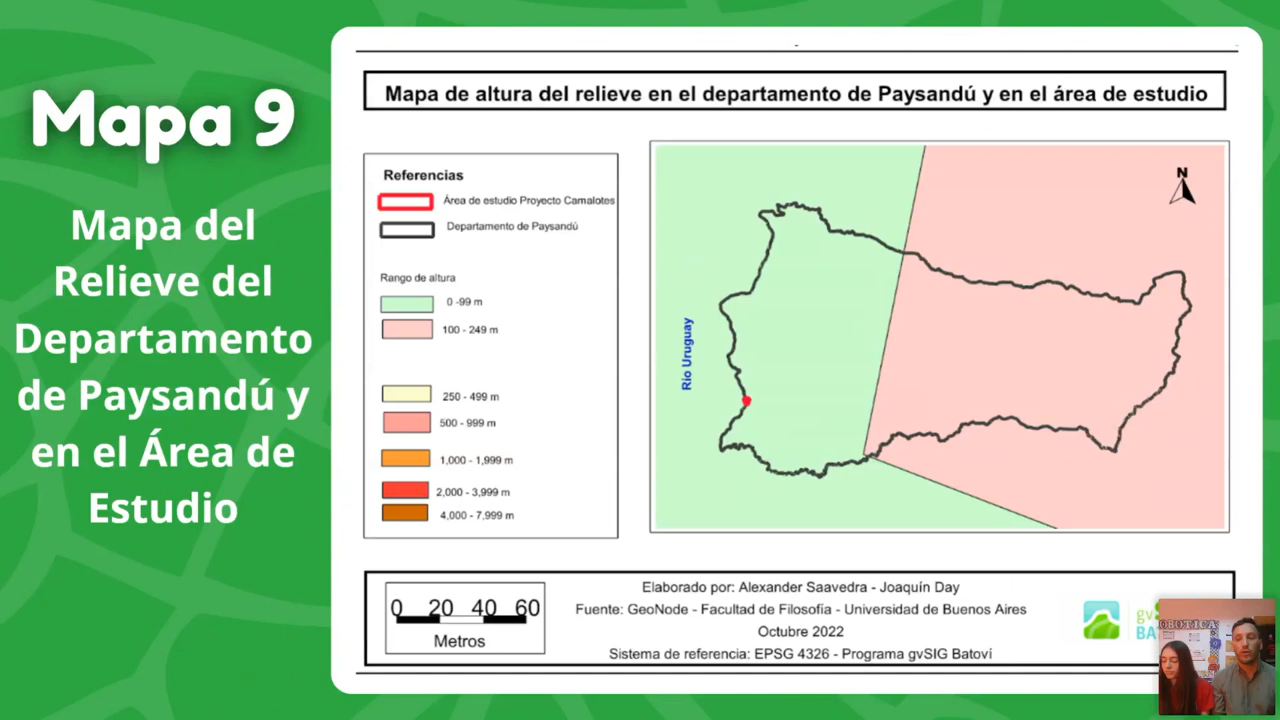 Mapa 9
Mapa del
Relieve del
Departamento
de Paysandú y
en el Área de
Estudio
Mapa de altura del relieve en el departamento de Paysandú y en el área de estudio
Referencias
Área de estudio Proyecto Camalotes
Departamento de Paysandú
Rango de altura
0 -99 m
100 - 249 m
250 - 499 m
500 - 999 m
1,000 - 1,999 m
2,000 - 3,999 m
4,000 - 7,999 m
N
Río Uruguay
0 20 40 60
Metros
Elaborado por: Alexander Saavedra - Joaquín Day
Fuente: GeoNode - Facultad de Filosofía - Universidad de Buenos Aires
Octubre 2022
Sistema de referencia: EPSG 4326 - Programa gvSIG Batoví
gvS
BA
OBOTICA